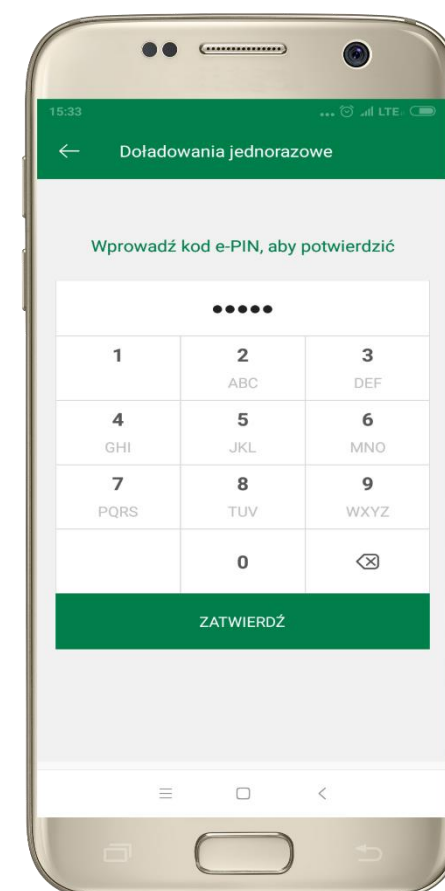 15:33 ... LTE
Doładowania jednorazowe
Wprowadź kod e-PIN, aby potwierdzić
•••••
1 2 3
ABC DEF
4 5 6
GHI JKL MNO
7 8 9
PQRS TUV WXYZ
0
ZATWIERDŹ